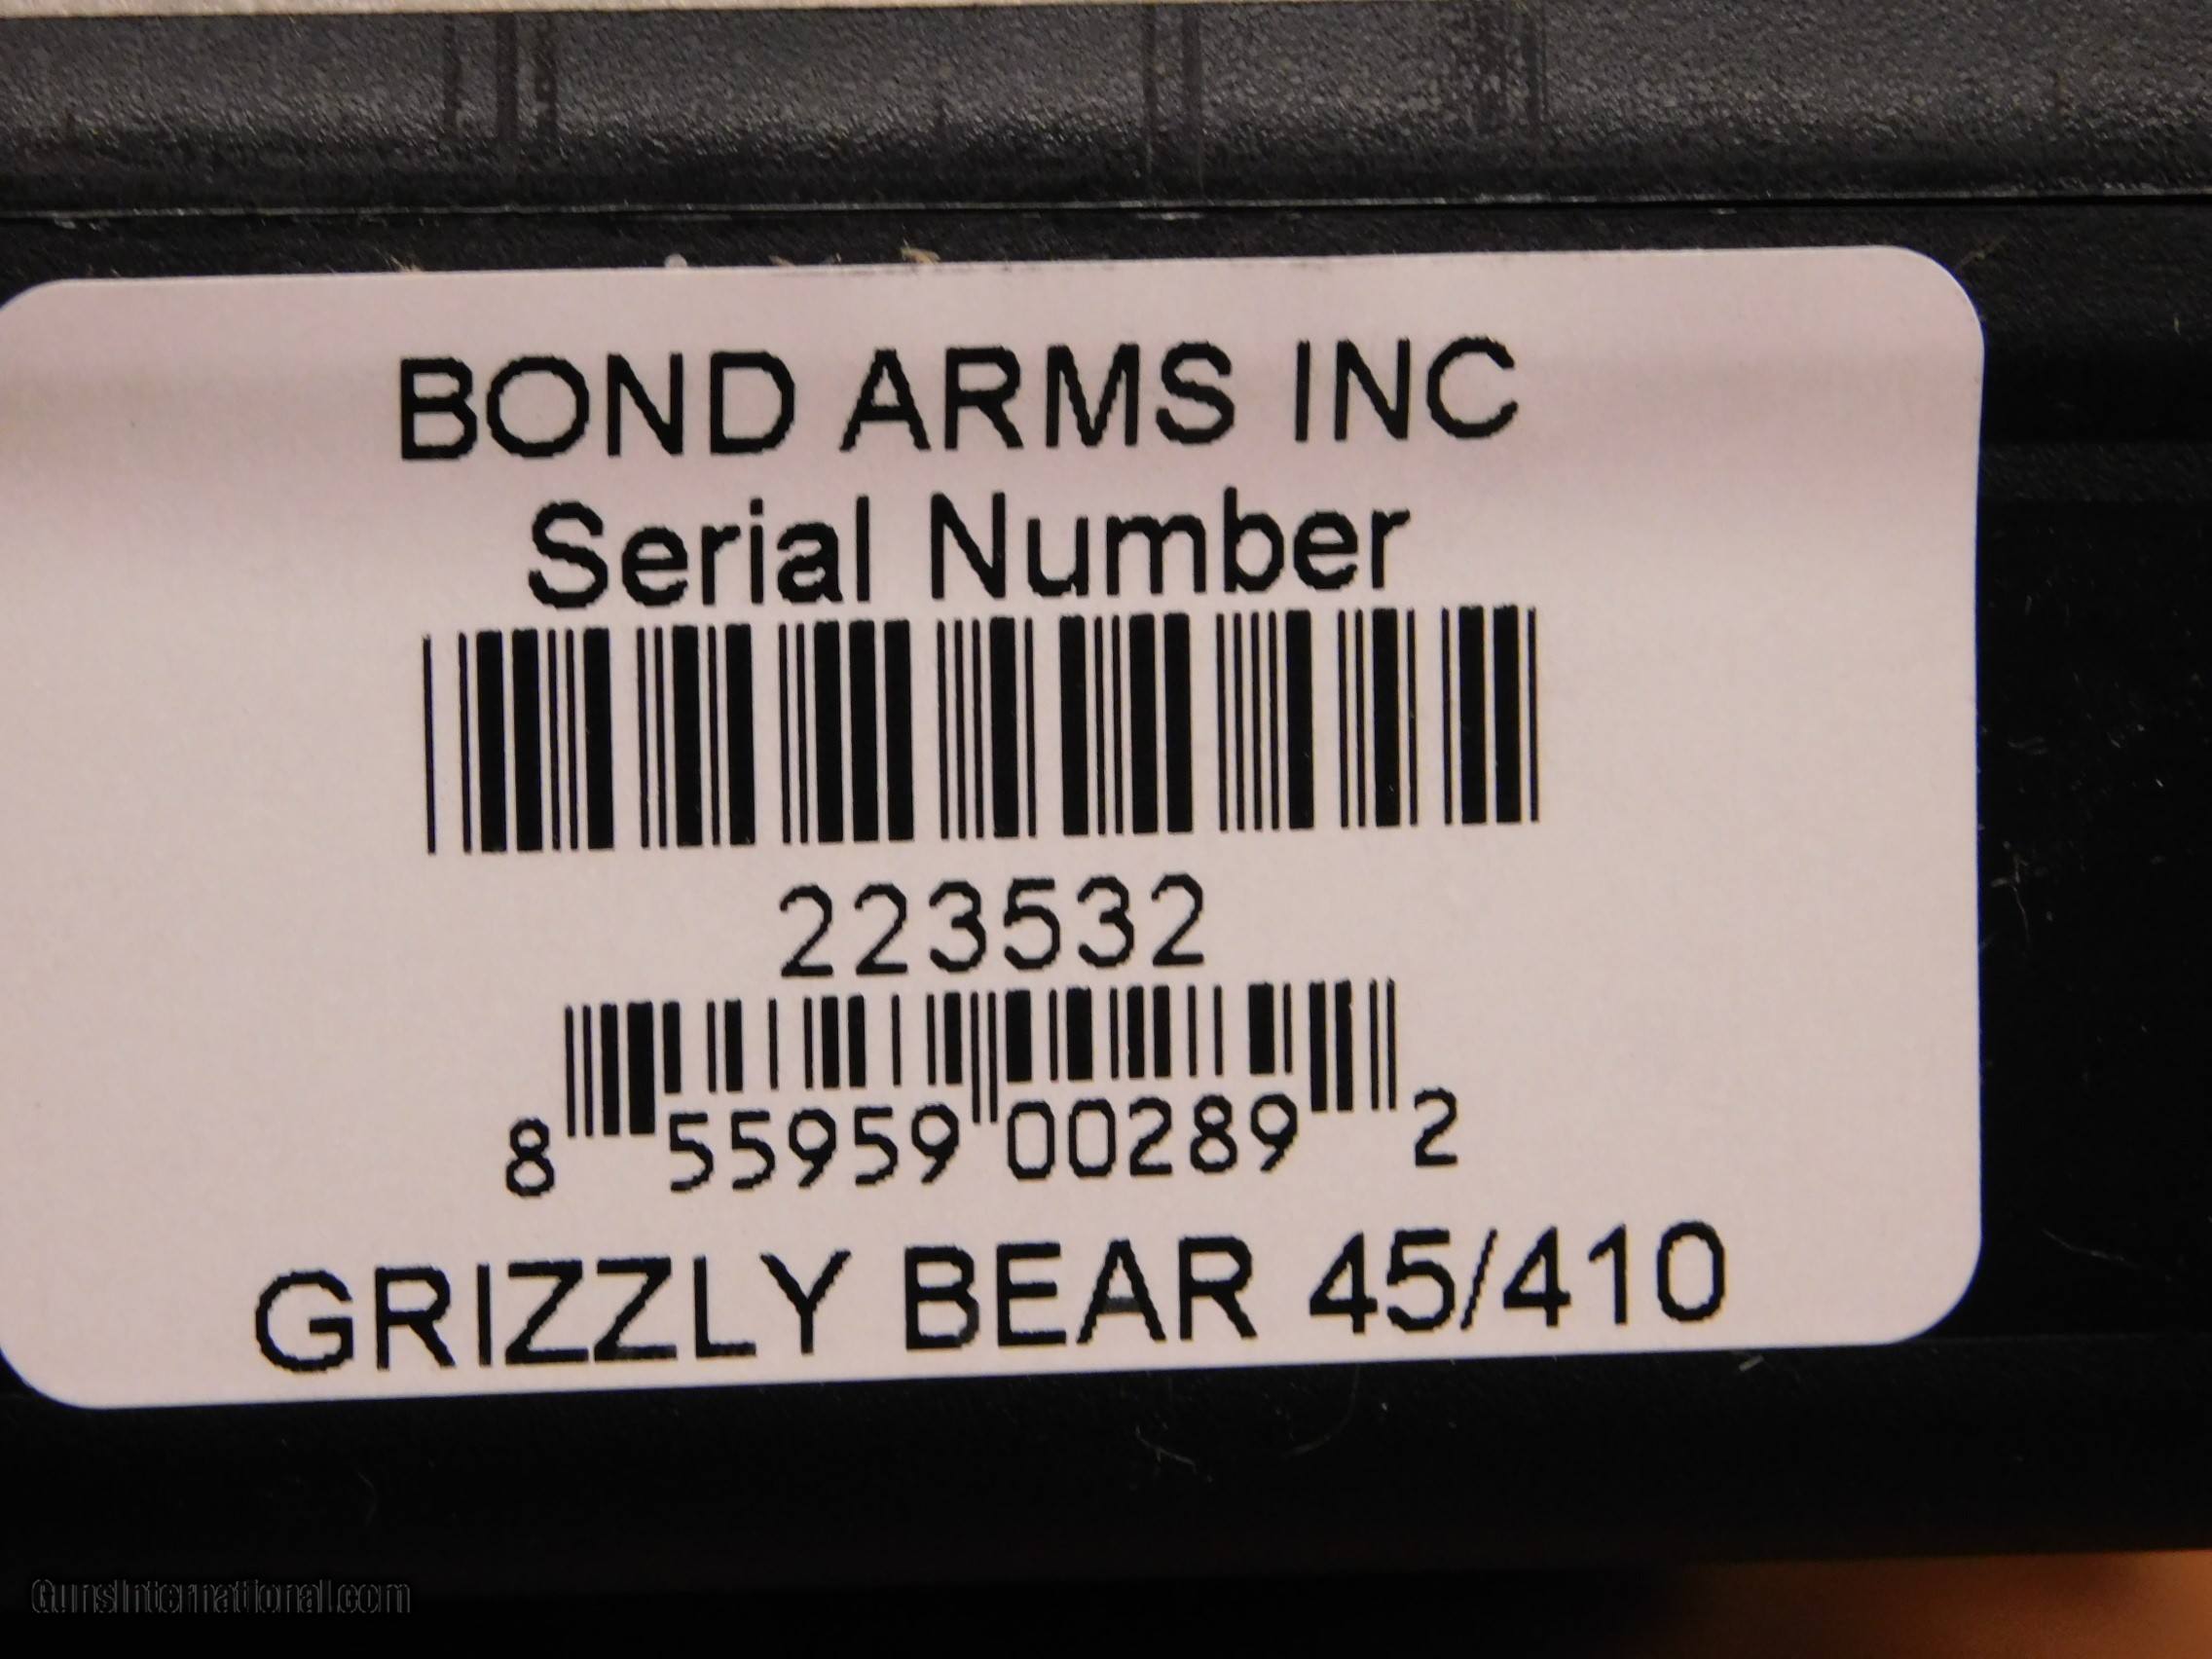 BOND ARMS INC
Serial Number
223532
8 55959 00289 2
GRIZZLY BEAR 45/410
GunsInternational.com